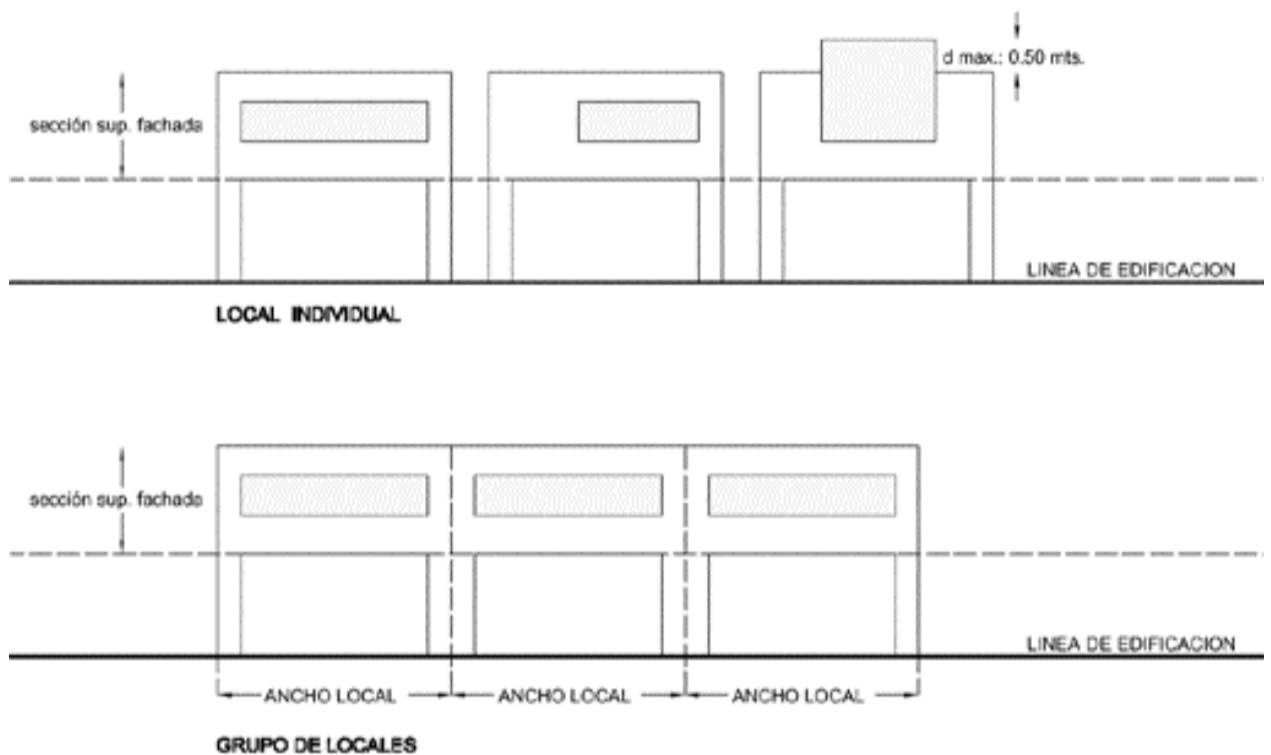 d max.: 0.50 mts.
sección sup. fachada
LINEA DE EDIFICACION
LOCAL INDIVIDUAL
sección sup. fachada
LINEA DE EDIFICACION
ANCHO LOCAL ANCHO LOCAL ANCHO LOCAL
GRUPO DE LOCALES